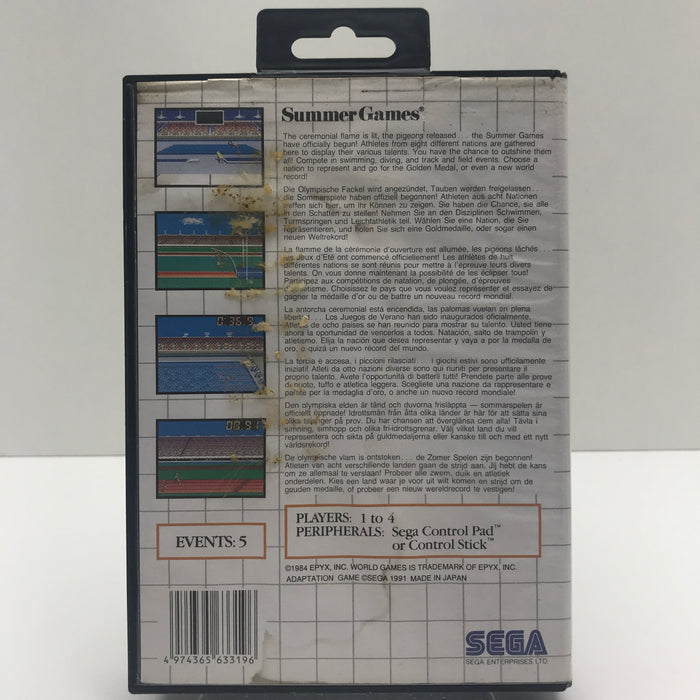 Summer Games®
The ceremonial flame is lit, the pigeons released . . . the Summer Games
have officially begun! Athletes from eight different nations are gathered
here to display their various talents. You have the chance to outshine them
all! Compete in swimming, diving, and track and field events. Choose a
nation to represent and go for the Golden Medal, or even a new world
record!
Die Olympische Fackel wird angezündet, Tauben werden freigelassen . .
die Sommerspiele haben offiziell begonnen! Athleten aus acht Nationen
treffen sich hier, um ihr Können zu zeigen. Sie haben die Chance, sie alle
in den Schatten zu stellen! Nehmen Sie an den Disziplinen Schwimmen,
Turmspringen und Leichtathletik teil. Wählen Sie eine Nation, die Sie
repräsentieren, und holen Sie sich eine Goldmedaille, oder sogar einen
neuen Weltrekord!
La flamme de la cérémonie d'ouverture est allumée, les pigeons lâchés . . .
les Jeux d'Eté ont commencé officiellement! Les athlètes de huit
différentes nations se sont réunis pour mettre à l'épreuve leurs divers
talents. On vous donne maintenant la possibilité de les éclipser tous!
Participez aux compétitions de natation, de plongée, d'épreuves
d'athlétisme. Choisissez le pays que vous voulez représenter et essayez de
gagner la médaille d'or ou de battre un nouveau record mondial.
La antorcha ceremonial está encendida, las palomas vuelan en plena
libertad . . . Los Juegos de Verano han sido inaugurados oficialmente.
Atletas de ocho países se han reunido para mostrar su talento. Usted tiene
ahora la oportunidad de vencerlos a todos. Natación, salto de trampolín y
atletismo. Elija la nación que desea representar y vaya a por la medalla de
oro, o quizá un nuevo récord del mundo.
La torcia è accesa, i piccioni rilasciati . . . i giochi estivi sono ufficialmente
iniziati! Atleti da otto nazioni diverse sono qui riuniti per presentare il
proprio talento. Avete l'opportunità di batterli tutti! Prendete parte alle prove
di nuoto, tuffo e atletica leggera. Scegliete una nazione da rappresentare e
partite per la medaglia d'oro, o anche un nuovo record mondiale!
Den olympiska elden är tänd och duvorna frisläppta — sommarspelen är
officiellt öppnade! Idrottsmän från åtta olika länder är här för att sätta sina
olika talanger på prov. Du har chansen att överglänsa dem alla! Tävla i
simning, simhopp och olika fri-idrottsgrenar. Välj vilket land du vill
representera och sikta på guldmedaljerna eller kanske till och med ett nytt
världsrekord!
De olympische vlam is ontstoken . . . de Zomer Spelen zijn begonnen!
Atleten van acht verschillende landen gaan de strijd aan. Jij hebt de kans
om ze allemaal te verslaan! Probeer alle zwem, duik en atletiek
onderdelen. Kies een land waar je voor uit wilt komen en strijd om de
gouden medaille, of probeer een nieuw wereldrecord te vestigen!
0:36.9
00.91
EVENTS: 5
PLAYERS: 1 to 4
PERIPHERALS: Sega Control Pad™
or Control Stick™
©1984 EPYX, INC. WORLD GAMES IS TRADEMARK OF EPYX, INC.
ADAPTATION GAME ©SEGA 1991 MADE IN JAPAN
4 974365 633196
SEGA
SEGA ENTERPRISES LTD.